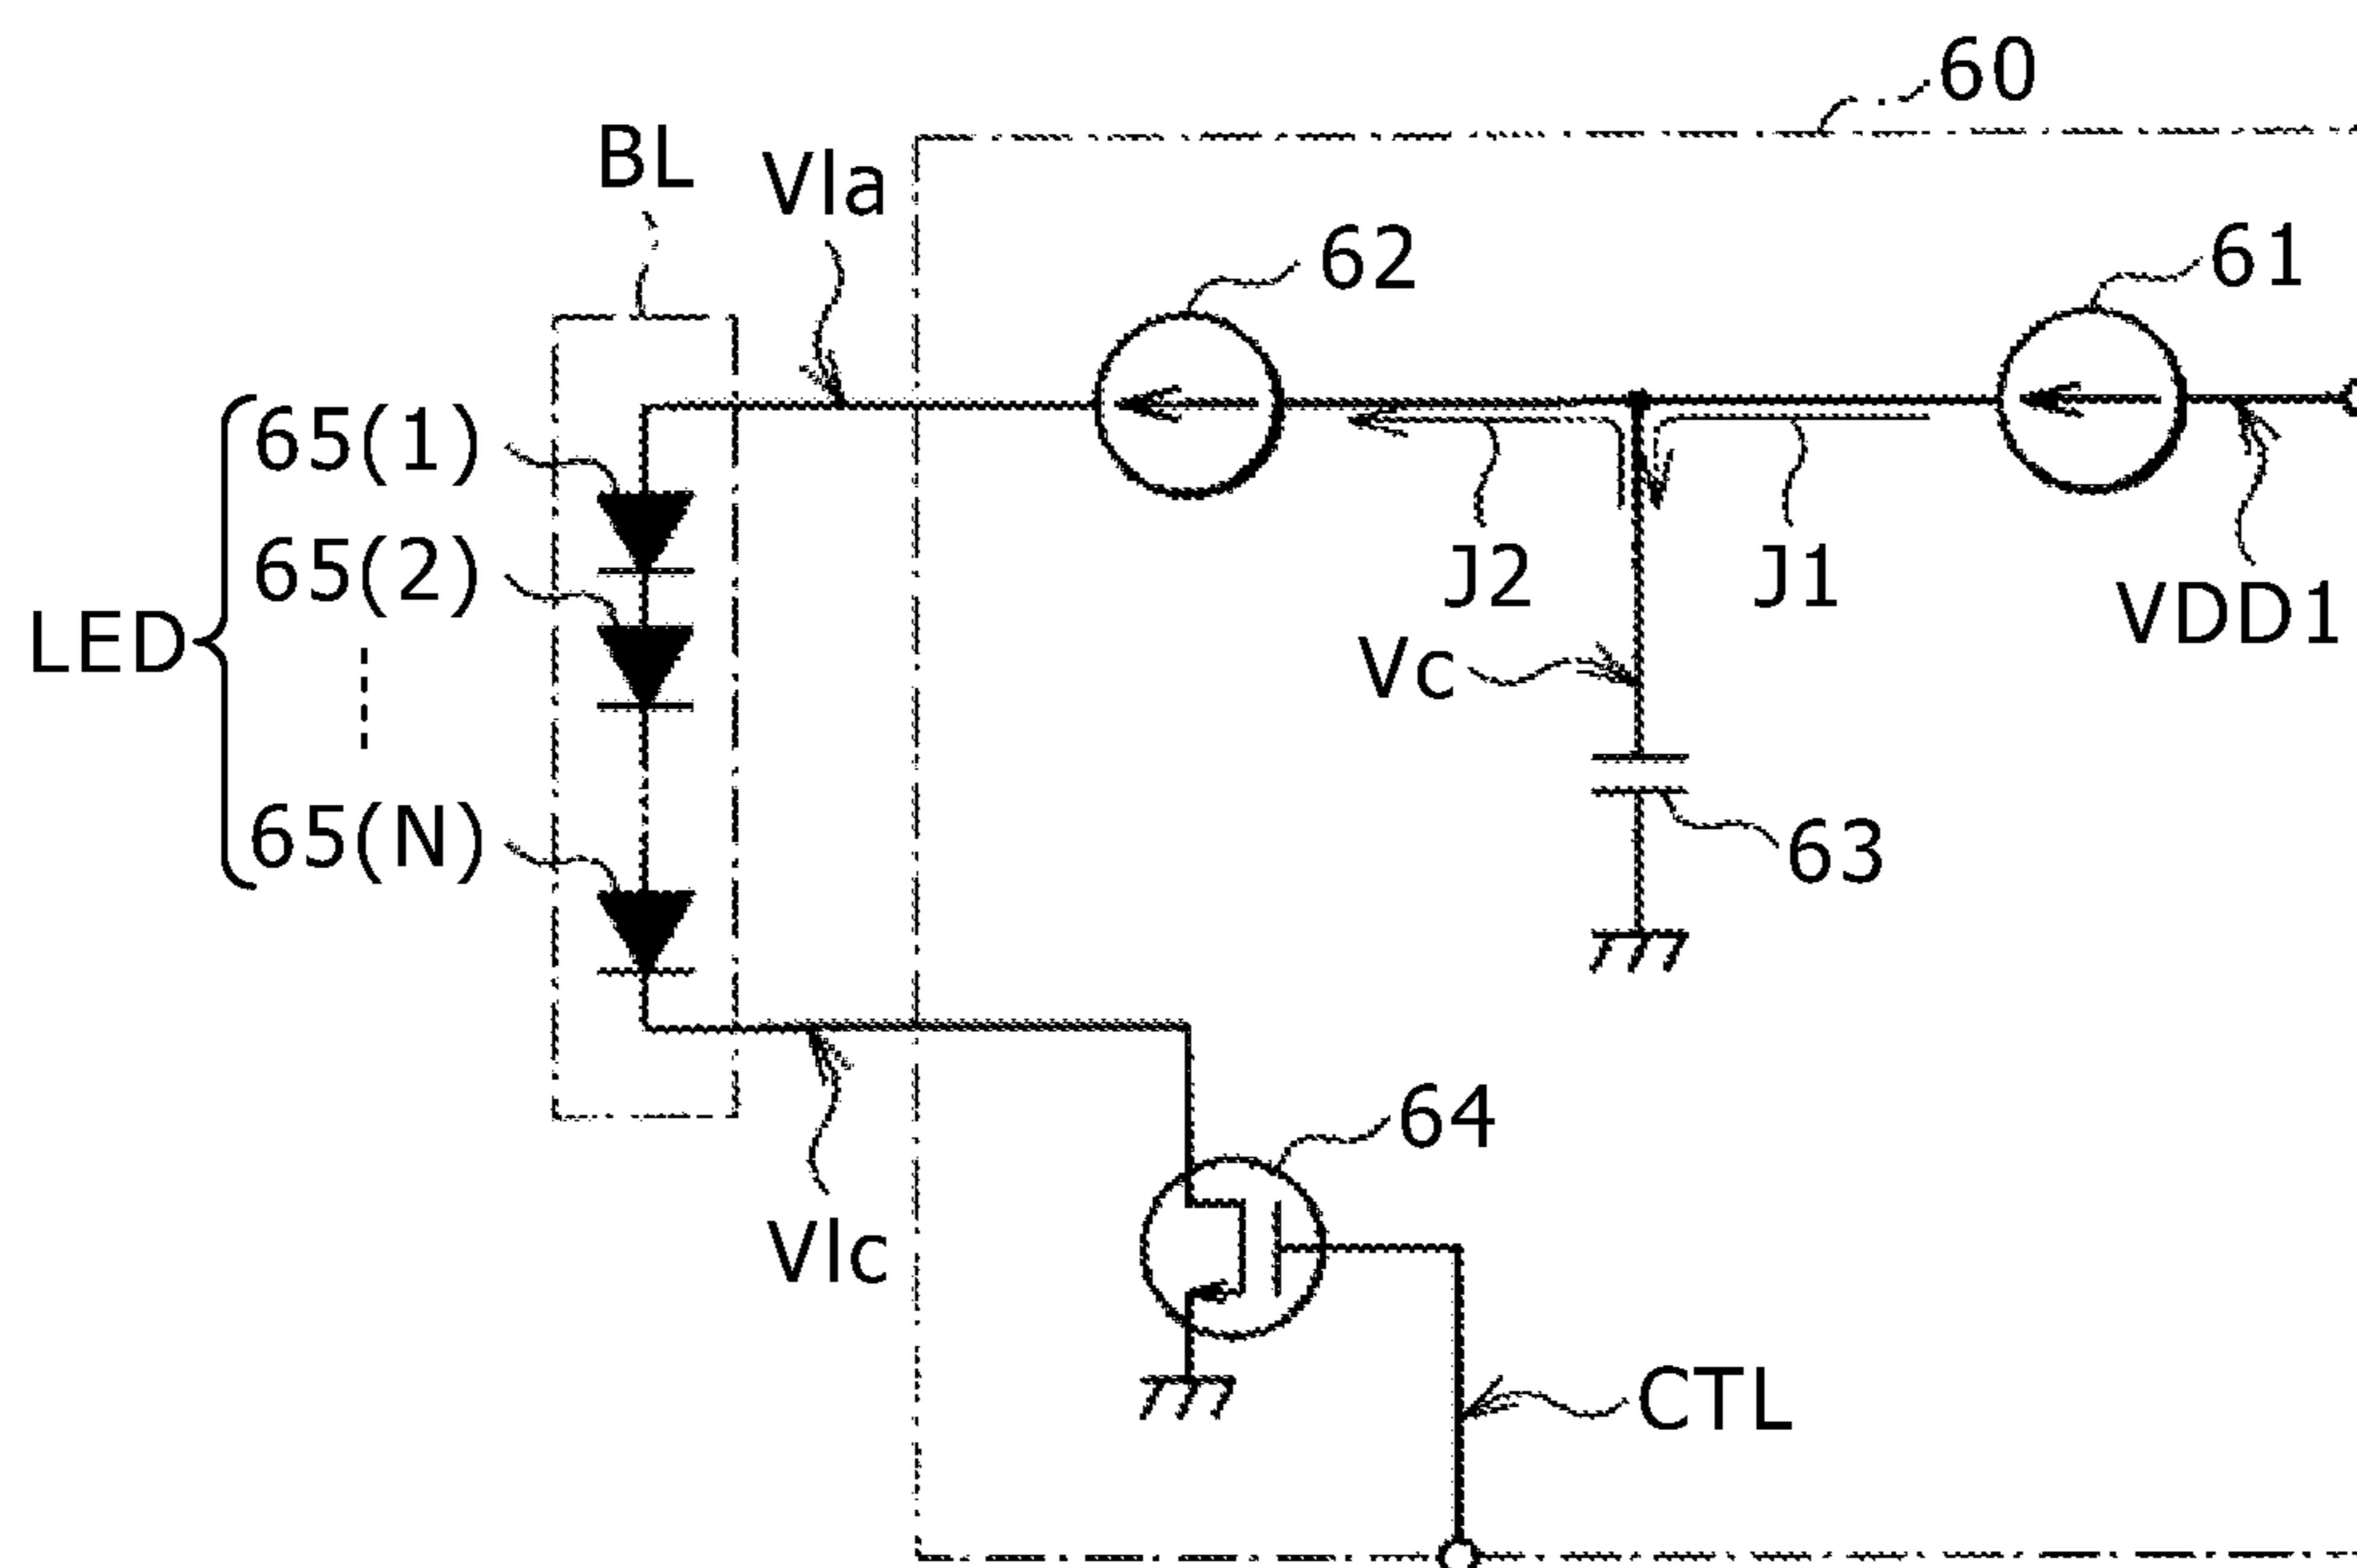 60
BL
Vla
62
61
65(1)
65(2)
LED
J2
J1
VDD1
Vc
65(N)
63
64
Vlc
CTL